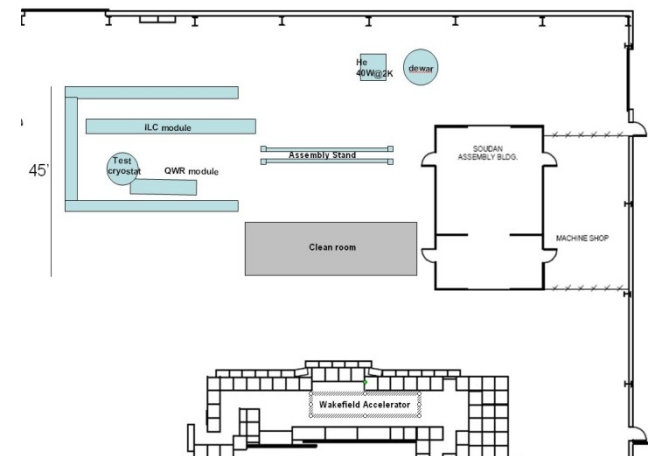 He
40W@2K
dewar
ILC module
Assembly Stand
SOUDAN
ASSEMBLY BLDG.
Test
cryostat
QWR module
45'
MACHINE SHOP
Clean room
Wakefield Accelerator